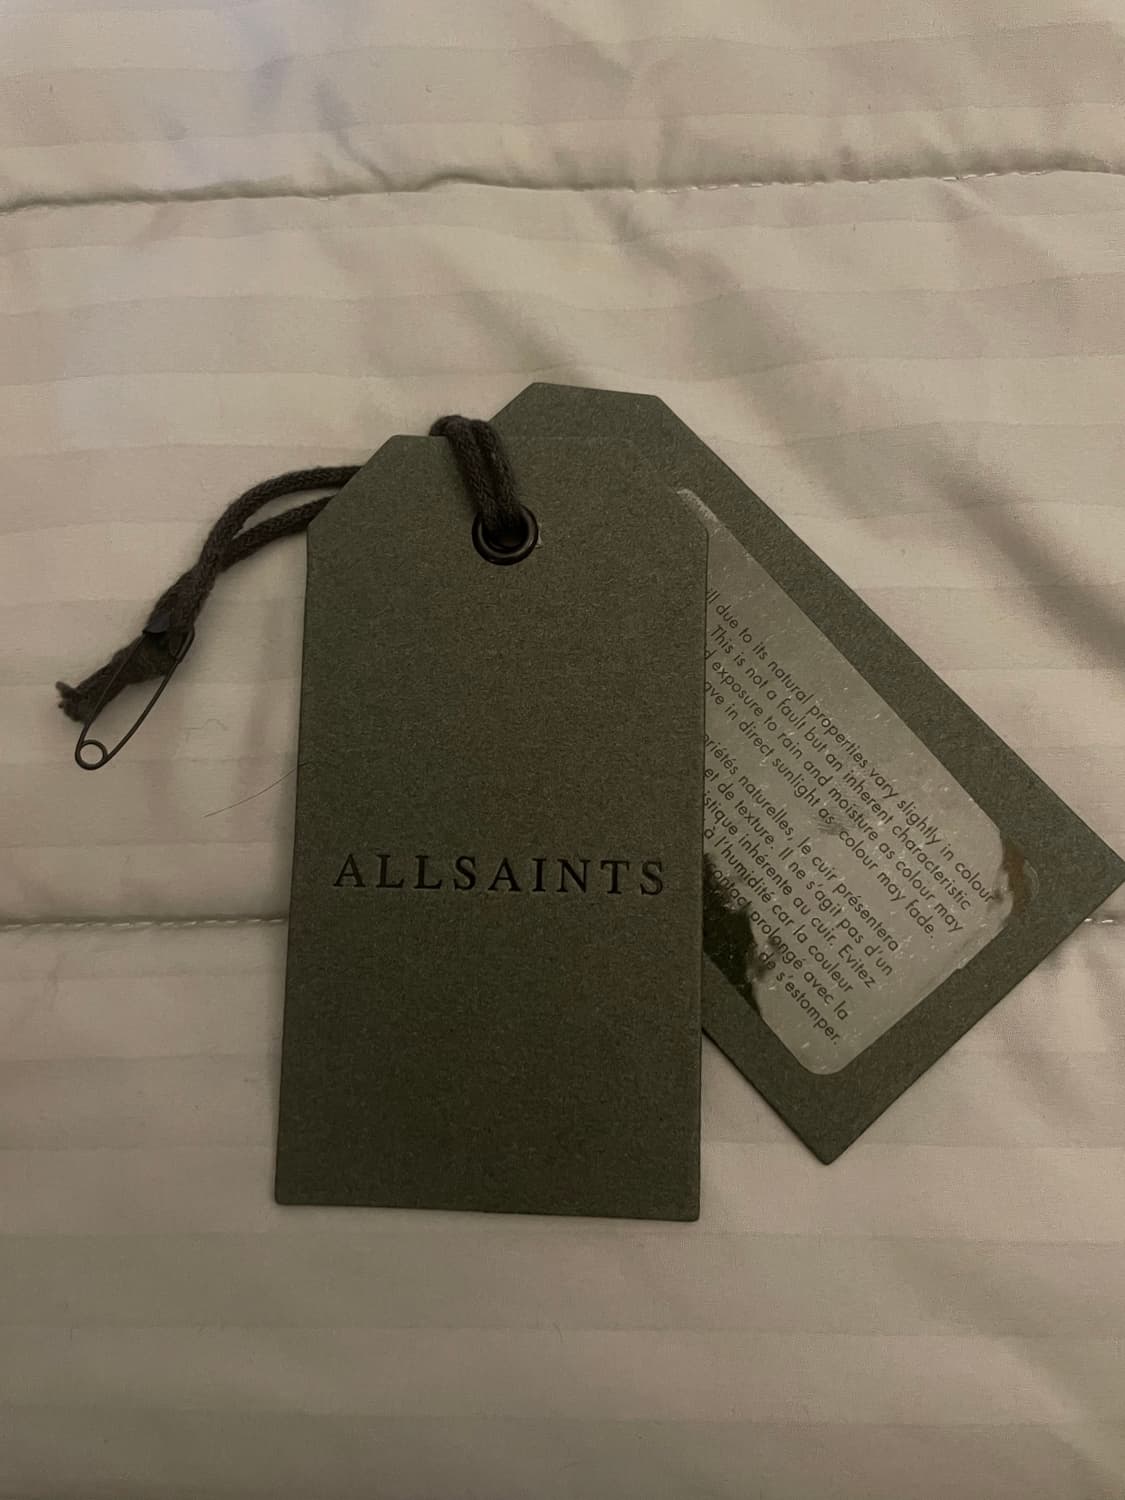 ALLSAINTS
due to its natural properties vary slightly in colour
This is not a fault but an inherent characteristic
exposure to rain and moisture as colour may
in direct sunlight as colour may fade.
naturelles, le cuir présentera
et de texture. Il ne s'agit pas d'un
inhérente au cuir. Evitez
à l'humidité car la couleur
prolongé avec la
s'estomper.